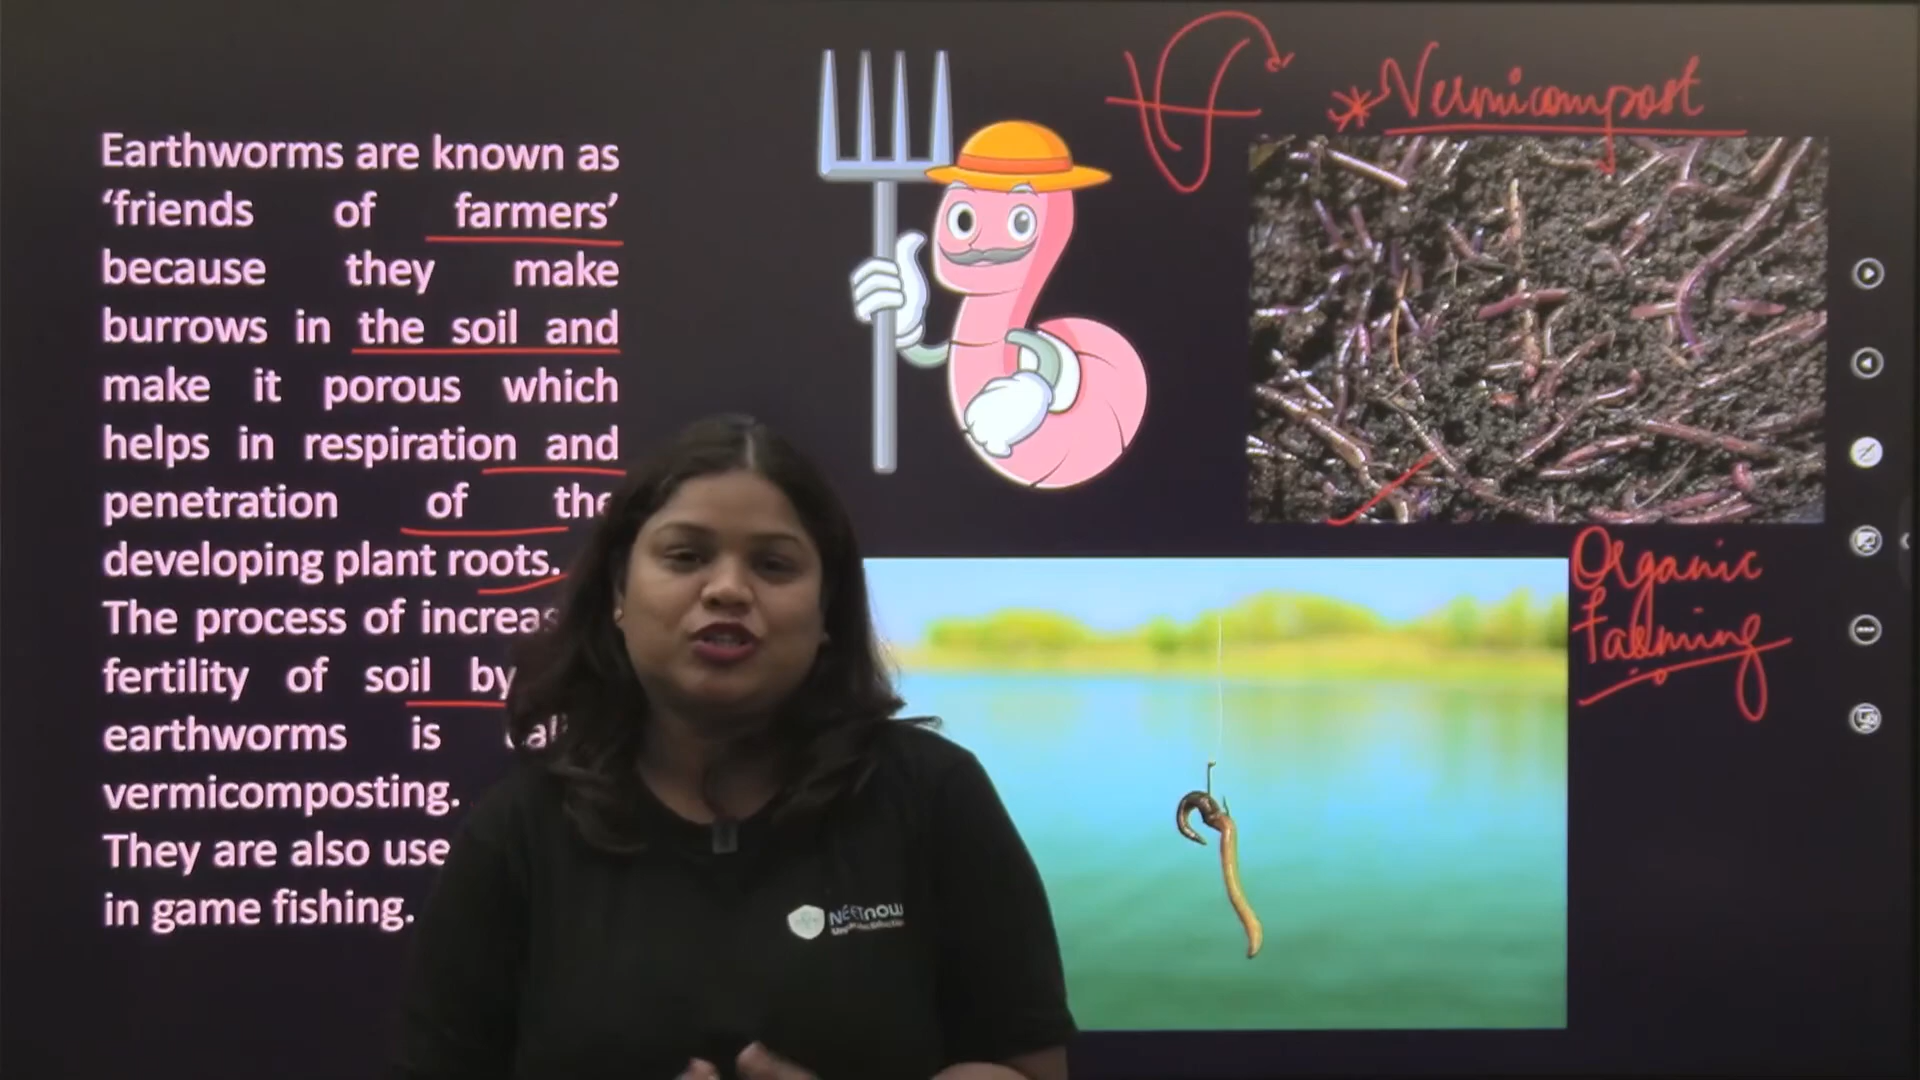 Earthworms are known as
‘friends of farmers’
because they make
burrows in the soil and
make it porous which
helps in respiration and
penetration of the
developing plant roots.
The process of increas
fertility of soil by
earthworms is call
vermicomposting.
They are also use
in game fishing.
Vermicompost
Organic
Farming
NEETnow